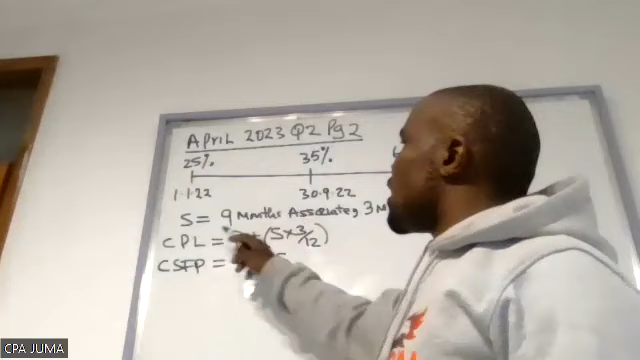 April 2023 Q2 Pg 2
25% 35%
1.1.22 30.9.22
S = 9 Months Associate, 3 M
CPL = + (S × 3/12)
CSFP =
CPA JUMA